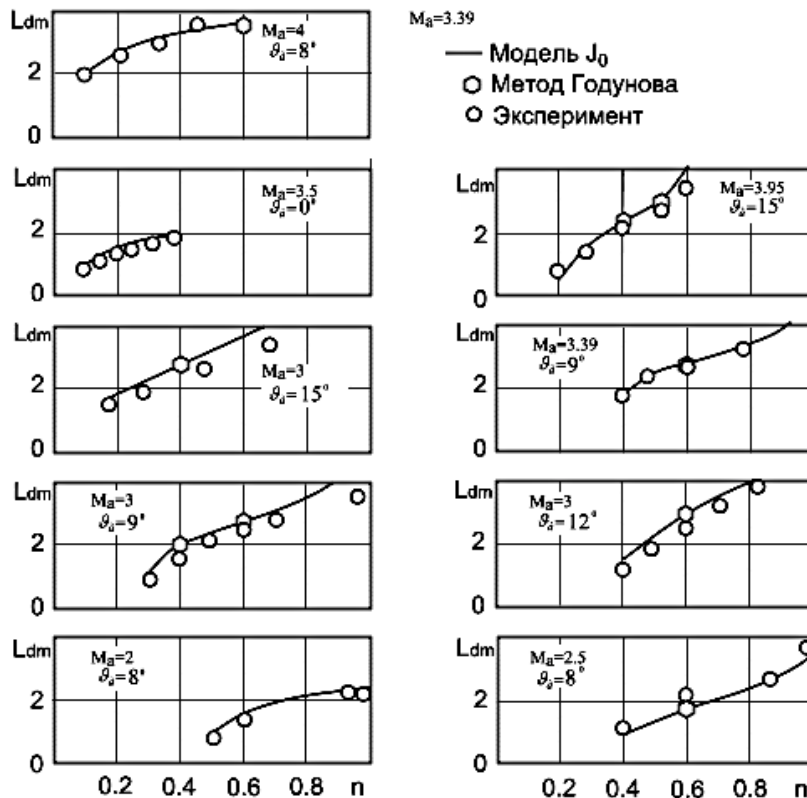 Ldm
2
0
Ma=4
ϑa=8°
Ma=3.39
Модель J0
Метод Годунова
Эксперимент
Ldm
2
0
Ma=3.5
ϑa=0°
Ldm
2
0
Ma=3.95
ϑa=15°
Ldm
2
0
Ma=3
ϑa=15°
Ldm
2
0
Ma=3.39
ϑa=9°
Ldm
2
0
Ma=3
ϑa=9°
Ldm
2
0
Ma=3
ϑa=12°
Ldm
2
0
Ma=2
ϑa=8°
0.2 0.4 0.6 0.8 n
Ldm
2
0
Ma=2.5
ϑa=8°
0.2 0.4 0.6 0.8 n